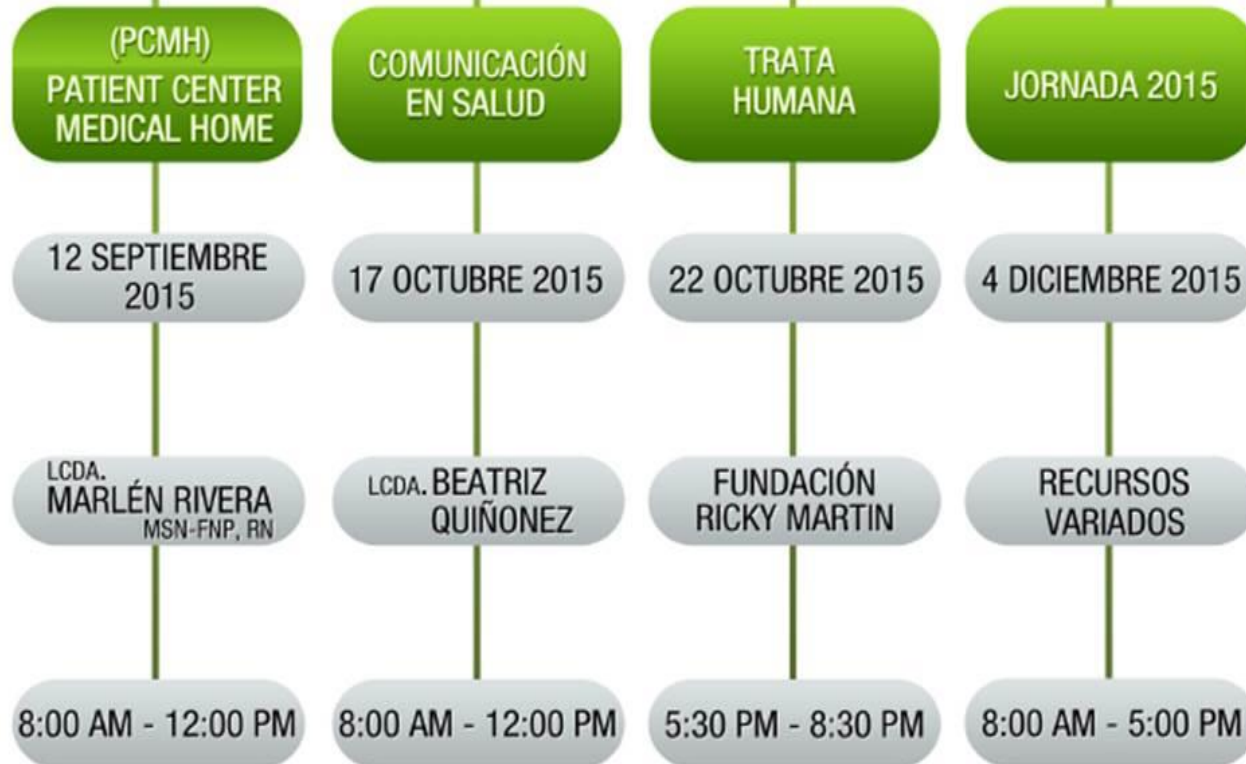 (PCMH)
PATIENT CENTER
MEDICAL HOME
12 SEPTIEMBRE
2015
LCDA.
MARLÉN RIVERA
MSN-FNP, RN
8:00 AM - 12:00 PM
COMUNICACIÓN
EN SALUD
17 OCTUBRE 2015
LCDA. BEATRIZ
QUIÑONEZ
8:00 AM - 12:00 PM
TRATA
HUMANA
22 OCTUBRE 2015
FUNDACIÓN
RICKY MARTIN
5:30 PM - 8:30 PM
JORNADA 2015
4 DICIEMBRE 2015
RECURSOS
VARIADOS
8:00 AM - 5:00 PM